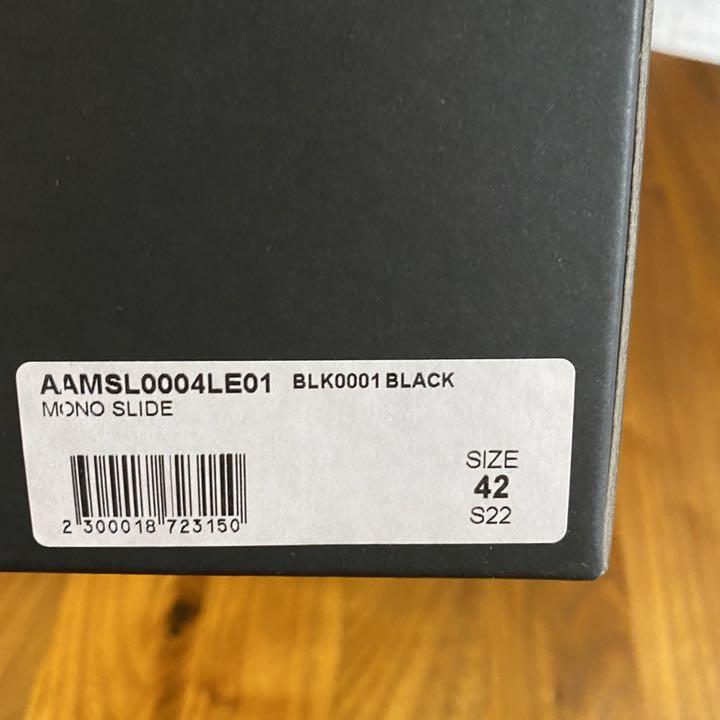 AAMSL0004LE01 BLK0001 BLACK
MONO SLIDE
SIZE
42
S22
2 300018 723150